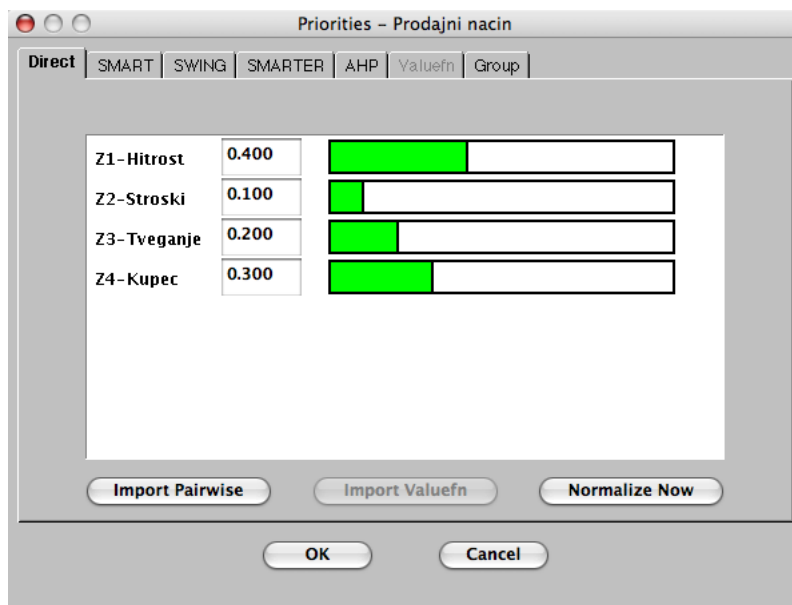 Priorities – Prodajni nacin
Direct SMART SWING SMARTER AHP Valuefn Group
Z1-Hitrost 0.400
Z2-Stroski 0.100
Z3-Tveganje 0.200
Z4-Kupec 0.300
Import Pairwise Import Valuefn Normalize Now
OK Cancel